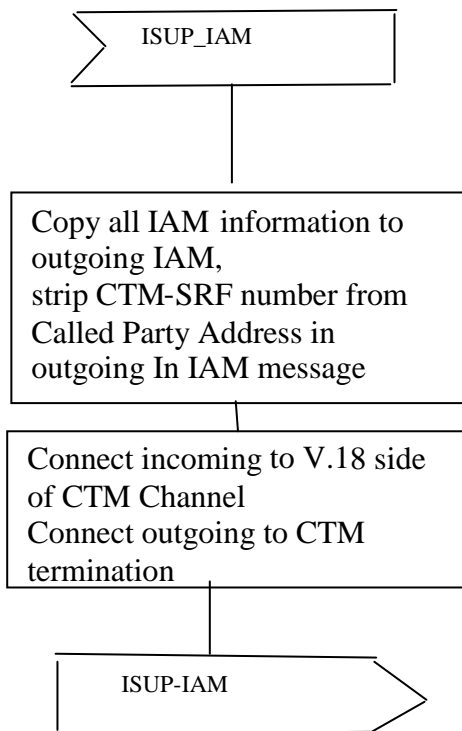 ISUP_IAM
Copy all IAM information to
outgoing IAM,
strip CTM-SRF number from
Called Party Address in
outgoing In IAM message
Connect incoming to V.18 side
of CTM Channel
Connect outgoing to CTM
termination
ISUP-IAM